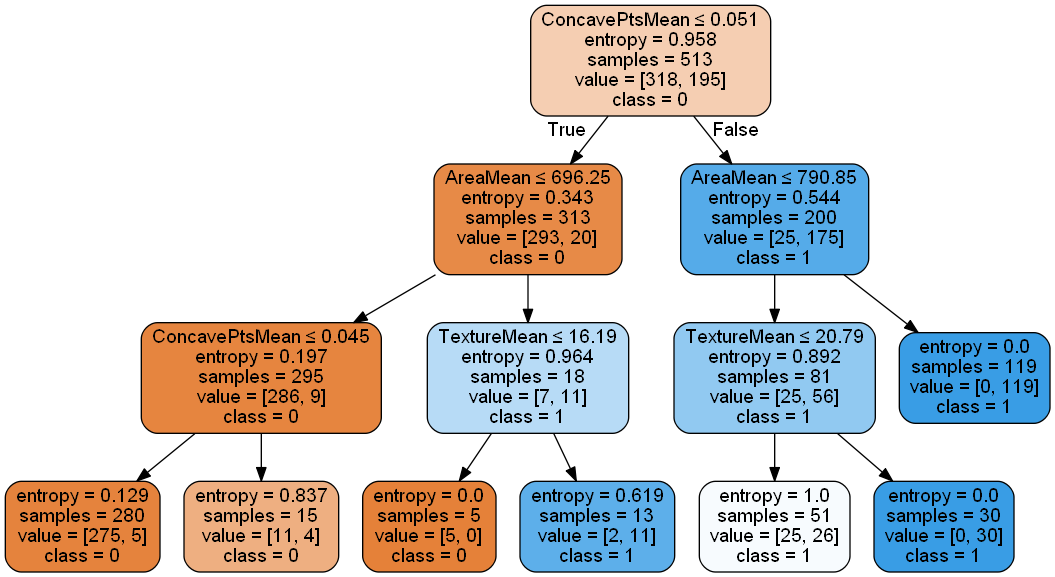 ConcavePtsMean ≤ 0.051
entropy = 0.958
samples = 513
value = [318, 195]
class = 0
True
False
AreaMean ≤ 696.25
entropy = 0.343
samples = 313
value = [293, 20]
class = 0
AreaMean ≤ 790.85
entropy = 0.544
samples = 200
value = [25, 175]
class = 1
ConcavePtsMean ≤ 0.045
entropy = 0.197
samples = 295
value = [286, 9]
class = 0
TextureMean ≤ 16.19
entropy = 0.964
samples = 18
value = [7, 11]
class = 1
TextureMean ≤ 20.79
entropy = 0.892
samples = 81
value = [25, 56]
class = 1
entropy = 0.0
samples = 119
value = [0, 119]
class = 1
entropy = 0.129
samples = 280
value = [275, 5]
class = 0
entropy = 0.837
samples = 15
value = [11, 4]
class = 0
entropy = 0.0
samples = 5
value = [5, 0]
class = 0
entropy = 0.619
samples = 13
value = [2, 11]
class = 1
entropy = 1.0
samples = 51
value = [25, 26]
class = 1
entropy = 0.0
samples = 30
value = [0, 30]
class = 1